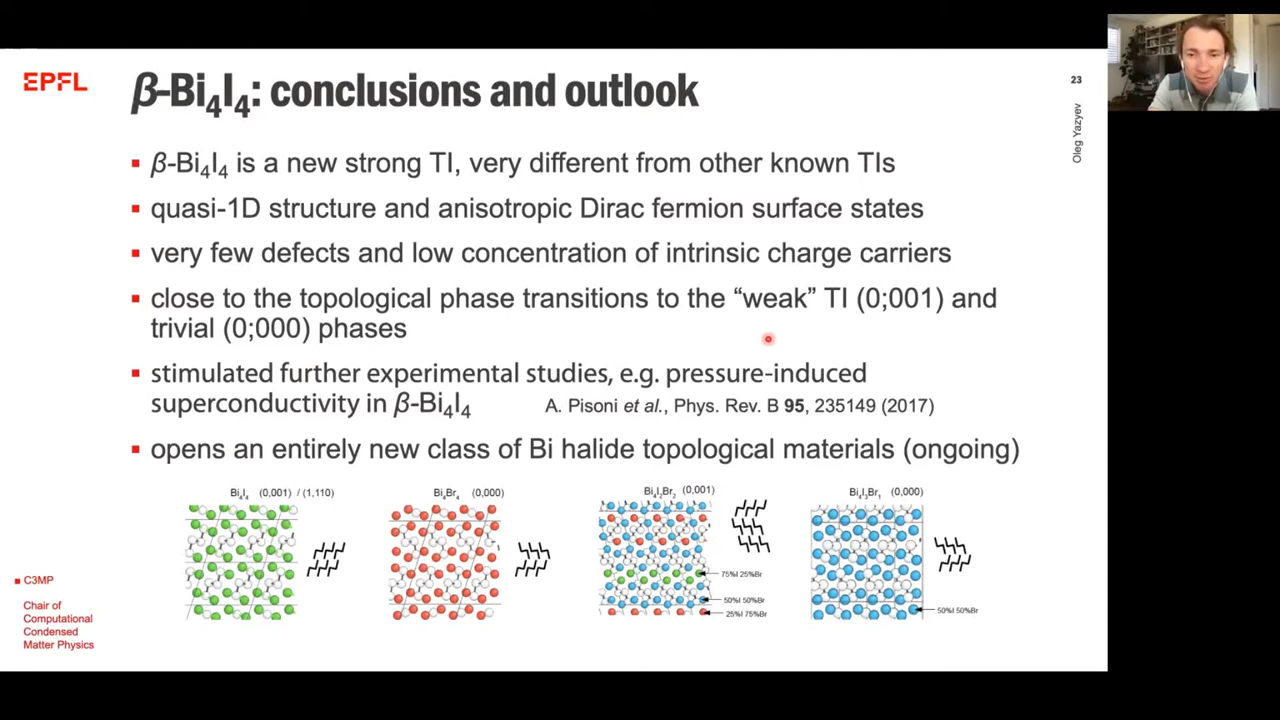 EPFL
β-Bi₄I₄: conclusions and outlook
23
Oleg Yazyev
▪ β-Bi₄I₄ is a new strong TI, very different from other known TIs
▪ quasi-1D structure and anisotropic Dirac fermion surface states
▪ very few defects and low concentration of intrinsic charge carriers
▪ close to the topological phase transitions to the “weak” TI (0;001) and
trivial (0;000) phases
▪ stimulated further experimental studies, e.g. pressure-induced
superconductivity in β-Bi₄I₄
A. Pisoni et al., Phys. Rev. B 95, 235149 (2017)
▪ opens an entirely new class of Bi halide topological materials (ongoing)
Bi₄I₄ (0,001) / (1,110)
Bi₄Br₄ (0,000)
Bi₄I₂Br₂ (0,001)
Bi₄I₃Br₁ (0,000)
75%I 25%Br
50%I 50%Br
25%I 75%Br
50%I 50%Br
▪ C3MP
Chair of
Computational
Condensed
Matter Physics